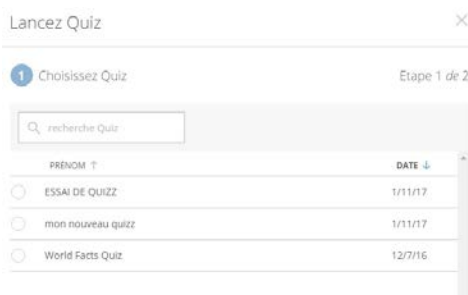 Lancez Quiz
1 Choisissez Quiz Etape 1 de 2
recherche Quiz
PRÉNOM DATE
ESSAI DE QUIZZ 1/11/17
mon nouveau quizz 1/11/17
World Facts Quiz 12/7/16